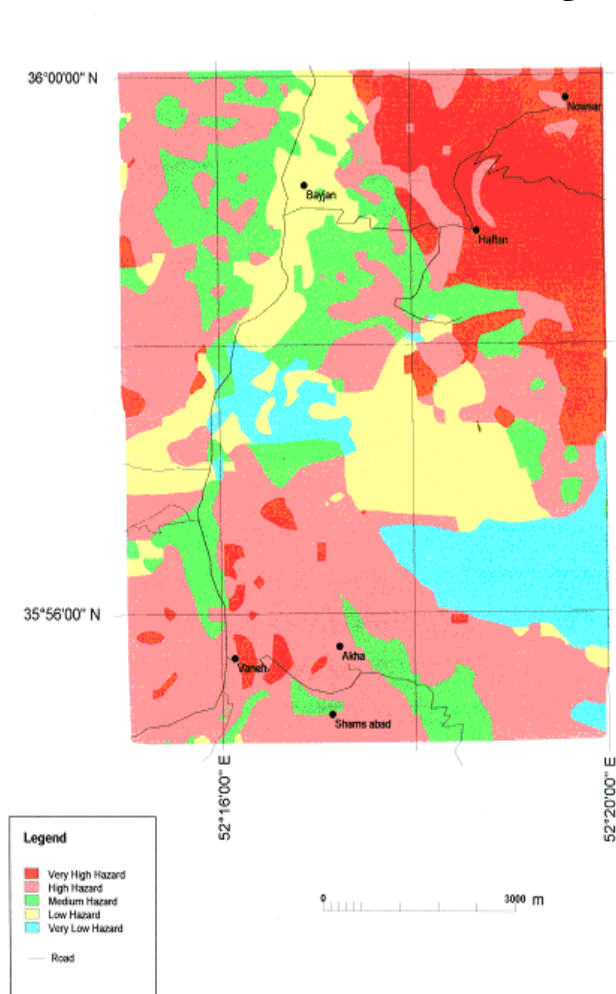 36°00'00" N
Nowsar
Bayjan
Haftan
35°56'00" N
Akha
Vaneh
Shams abad
52°16'00" E
52°20'00" E
Legend
Very High Hazard
High Hazard
Medium Hazard
Low Hazard
Very Low Hazard
Road
0 3000 m